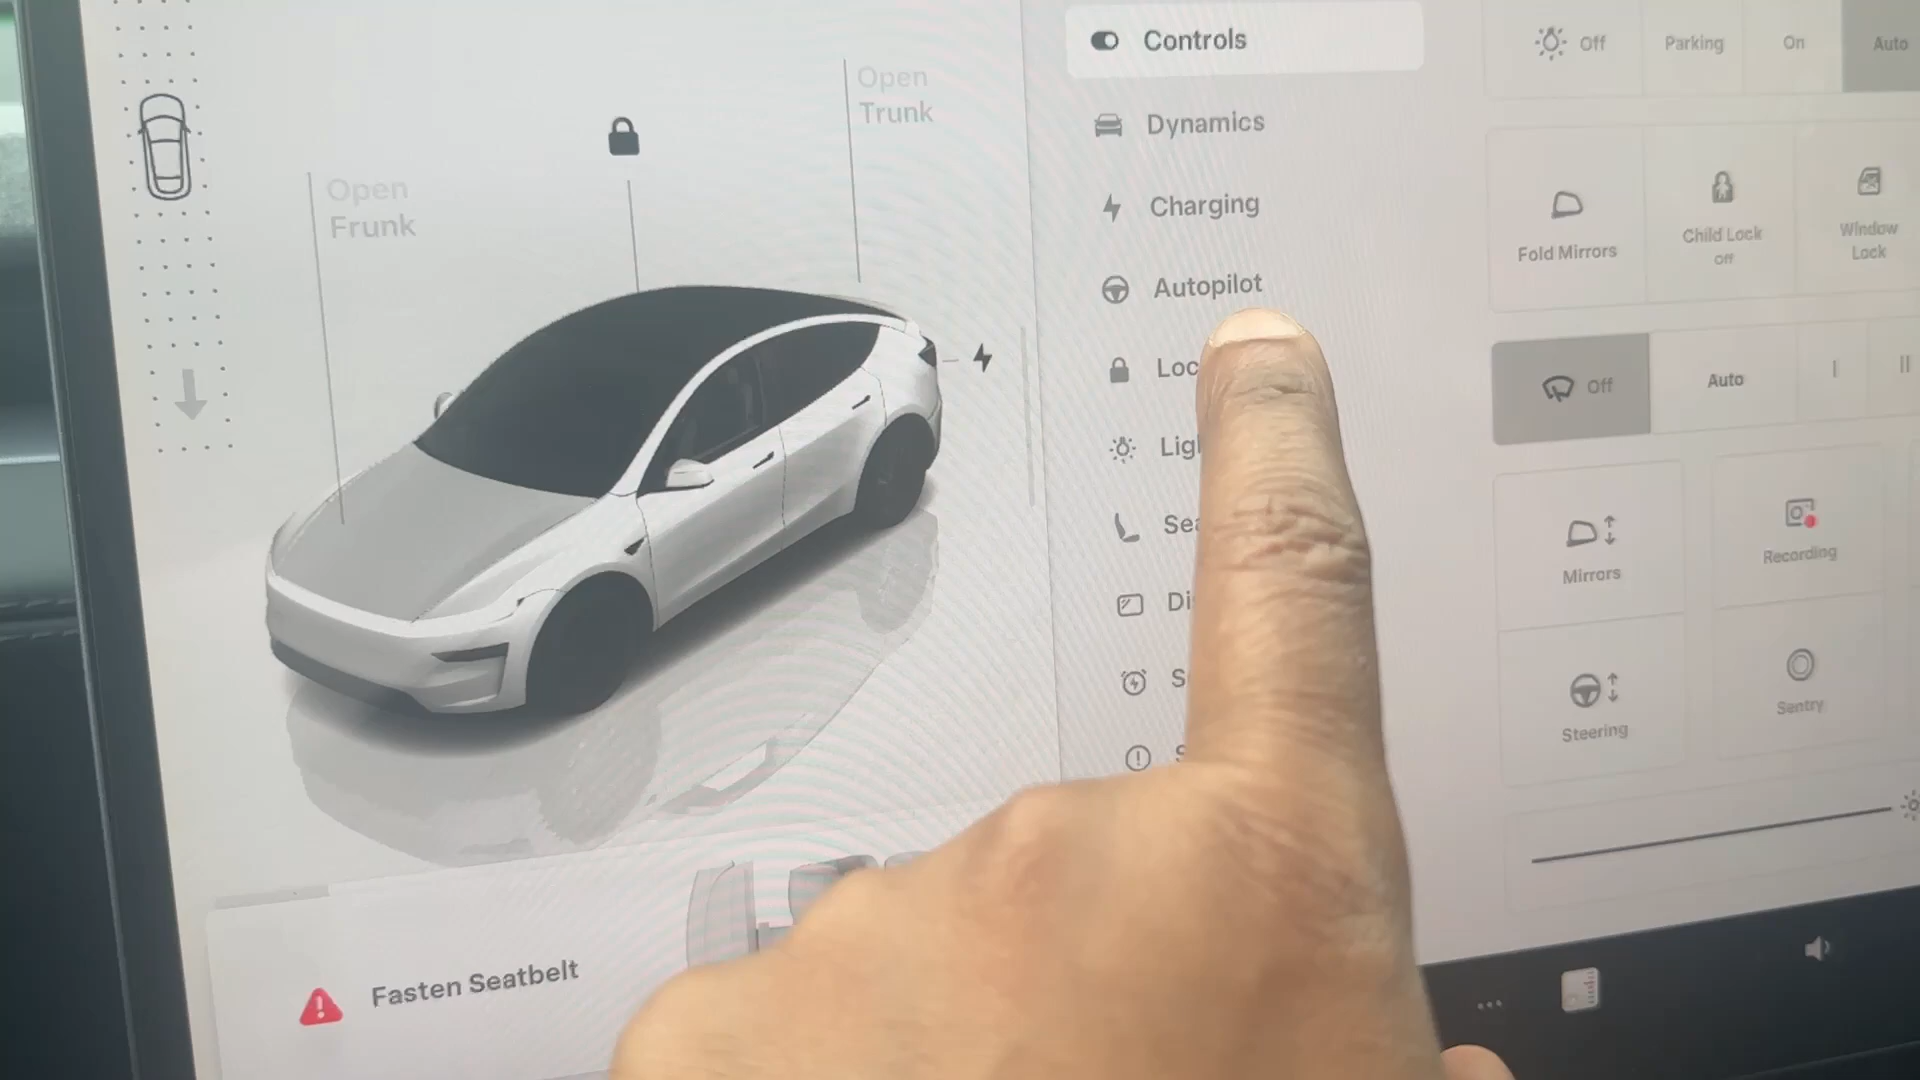 Open
Frunk
Open
Trunk
Fasten Seatbelt
Controls
Dynamics
Charging
Autopilot
Off
Parking
On
Auto
Fold Mirrors
Child Lock
Off
Window
Lock
Off
Auto
I
II
Mirrors
Recording
Steering
Sentry